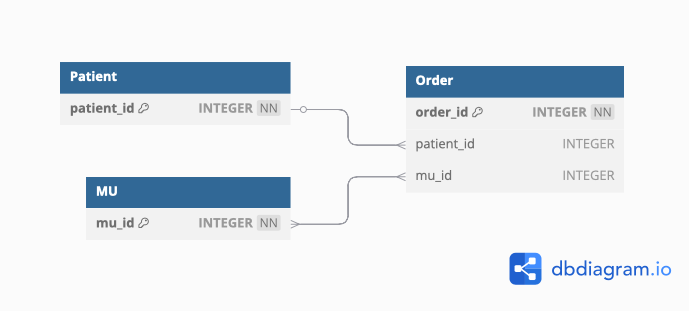 Patient
patient_id INTEGER NN
MU
mu_id INTEGER NN
Order
order_id INTEGER NN
patient_id INTEGER
mu_id INTEGER
dbdiagram.io